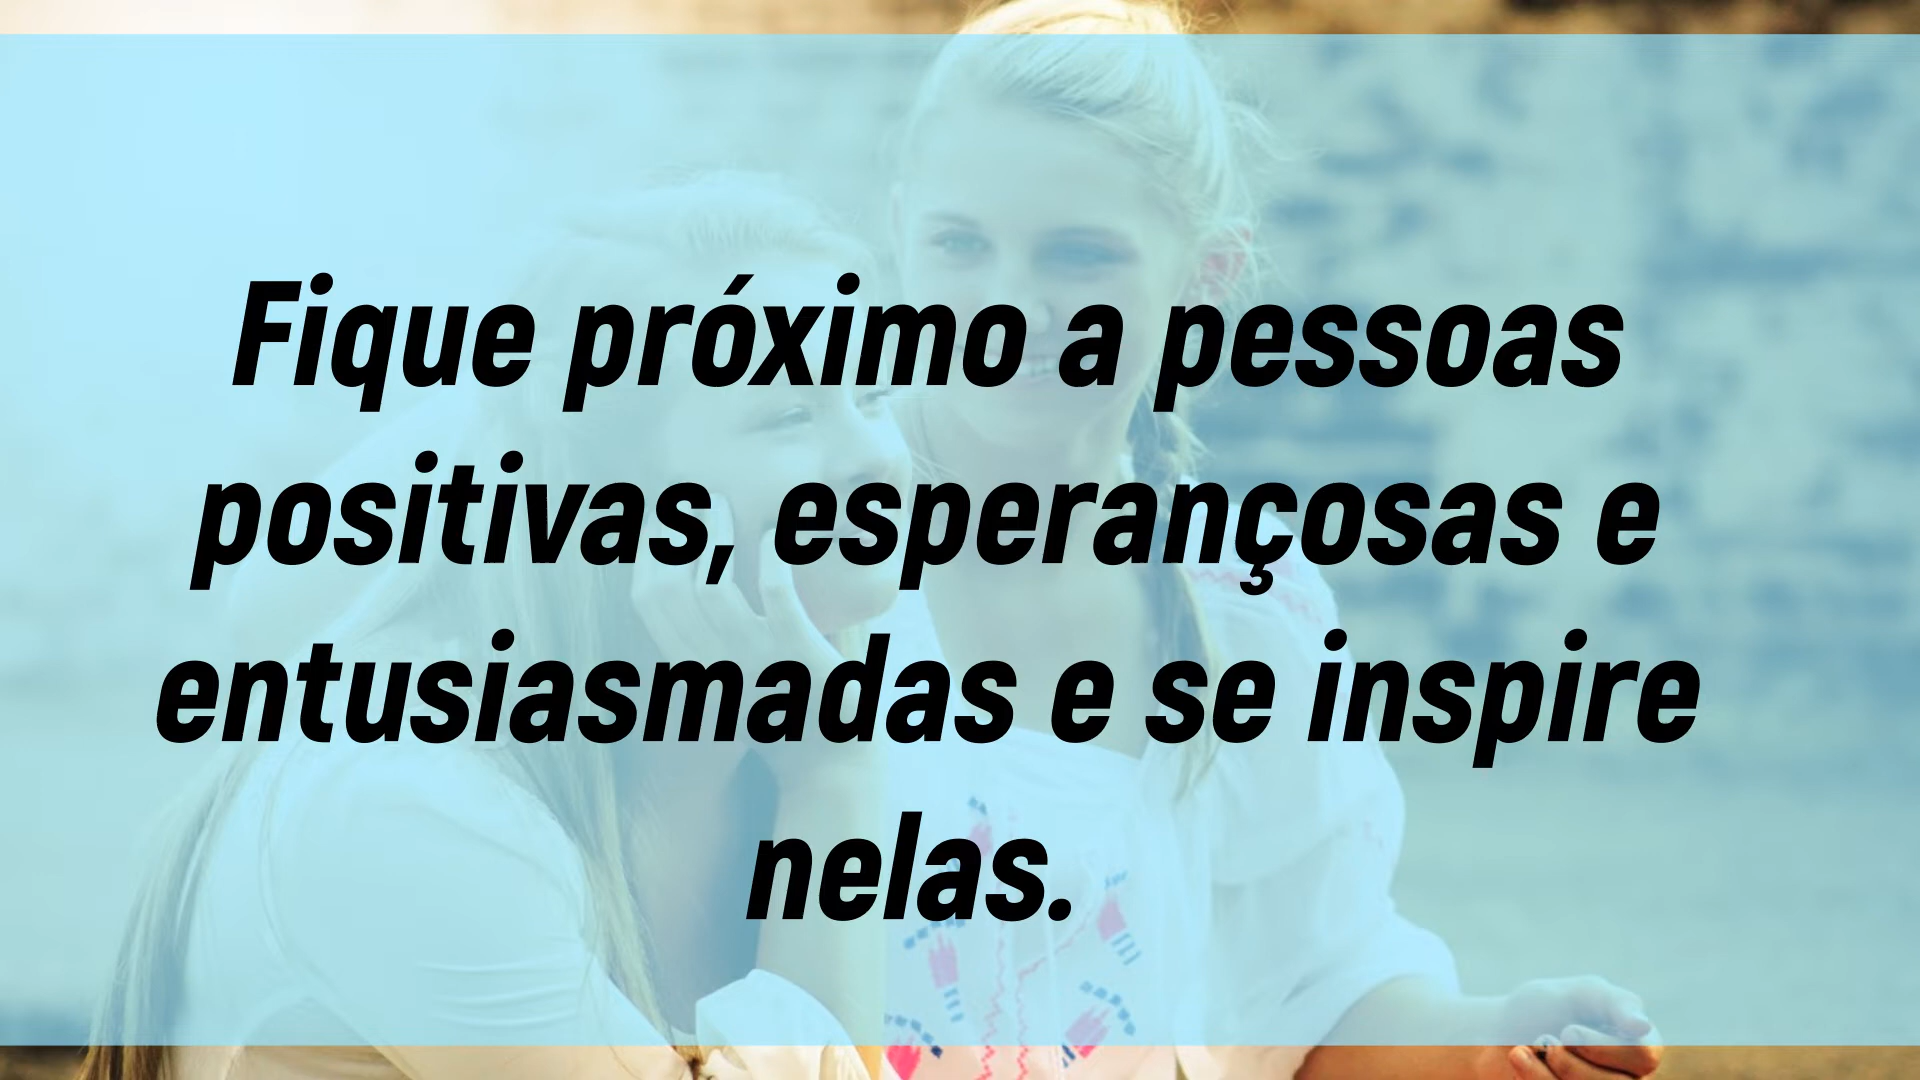 Fique próximo a pessoas
positivas, esperançosas e
entusiasmadas e se inspire
nelas.